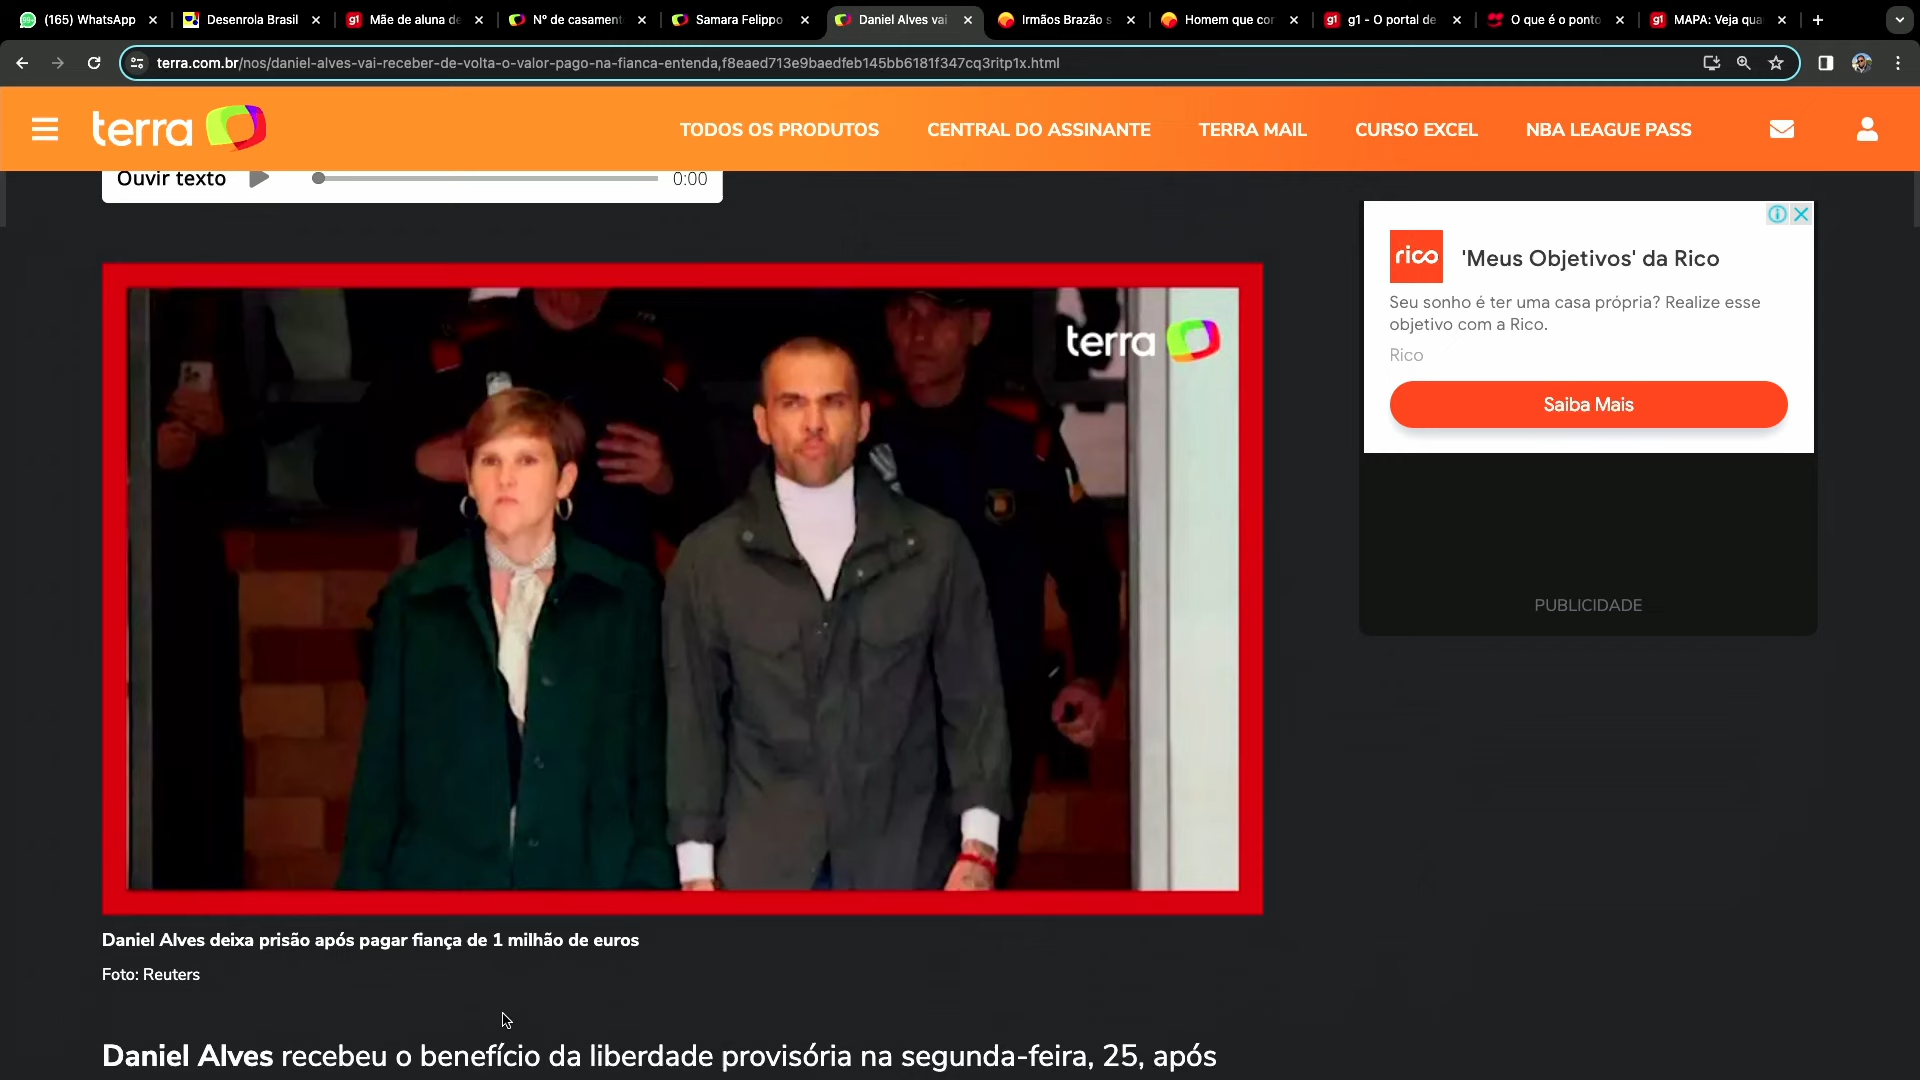 (165) WhatsApp
Desenrola Brasil
g1 Mãe de aluna de
Nº de casament
Samara Felippo
Daniel Alves vai
Irmãos Brazão s
Homem que cor
g1 g1 - O portal de
O que é o ponto
g1 MAPA: Veja qua
terra.com.br/nos/daniel-alves-vai-receber-de-volta-o-valor-pago-na-fianca-entenda,f8eaed713e9baedfeb145bb6181f347cq3ritp1x.html
terra
TODOS OS PRODUTOS
CENTRAL DO ASSINANTE
TERRA MAIL
CURSO EXCEL
NBA LEAGUE PASS
Ouvir texto
0:00
terra
rico
'Meus Objetivos' da Rico
Seu sonho é ter uma casa própria? Realize esse
objetivo com a Rico.
Rico
Saiba Mais
PUBLICIDADE
Daniel Alves deixa prisão após pagar fiança de 1 milhão de euros
Foto: Reuters
Daniel Alves recebeu o benefício da liberdade provisória na segunda-feira, 25, após